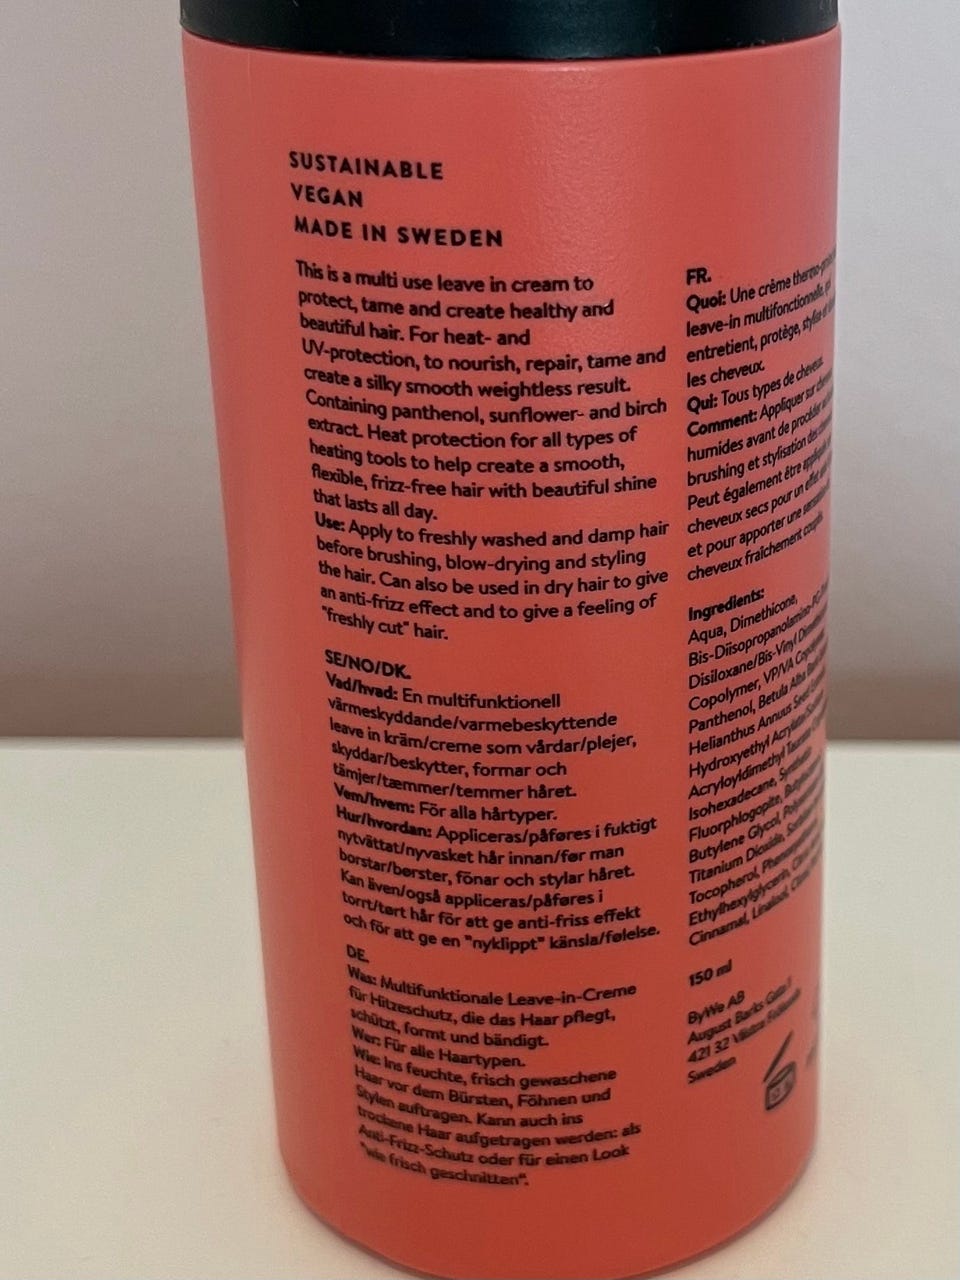 SUSTAINABLE
VEGAN
MADE IN SWEDEN
This is a multi use leave in cream to
protect, tame and create healthy and
beautiful hair. For heat- and
UV-protection, to nourish, repair, tame and
create a silky smooth weightless result.
Containing panthenol, sunflower- and birch
extract. Heat protection for all types of
heating tools to help create a smooth,
flexible, frizz-free hair with beautiful shine
that lasts all day.
Use: Apply to freshly washed and damp hair
before brushing, blow-drying and styling
the hair. Can also be used in dry hair to give
an anti-frizz effect and to give a feeling of
"freshly cut" hair.
SE/NO/DK.
Vad/hvad: En multifunktionell
värmeskyddande/varmebeskyttende
leave in kräm/creme som vårdar/plejer,
skyddar/beskytter, formar och
tämjer/tæmmer/temmer håret.
Vem/hvem: För alla hårtyper.
Hur/hvordan: Appliceras/påføres i fuktigt
nytvättat/nyvasket hår innan/før man
borstar/børster, fönar och stylar håret.
Kan även/også appliceras/påføres i
torrt/tørt hår för att ge anti-friss effekt
och för att ge en "nyklippt" känsla/følelse.
DE.
Was: Multifunktionale Leave-in-Creme
für Hitzeschutz, die das Haar pflegt,
schützt, formt und bändigt.
Wer: Für alle Haartypen.
Wie: Ins feuchte, frisch gewaschene
Haar vor dem Bürsten, Föhnen und
Stylen auftragen. Kann auch ins
trockene Haar aufgetragen werden: als
Anti-Frizz-Schutz oder für einen Look
"wie frisch geschnitten".
FR.
Quoi: Une crème
leave-in multifonctionnelle, qui
entretient, protège,
les cheveux.
Qui: Tous types de cheveux.
Comment: Appliquer sur
humides avant de procéder au
brushing et stylisation des
Peut également être
cheveux secs pour un effet
et pour apporter une
cheveux fraîchement coupés.
Ingredients:
Aqua, Dimethicone,
Disiloxane/Bis-Vinyl
Copolymer, VP/VA
Panthenol, Betula Alba
Helianthus Annuus Seed
Hydroxyethyl
Acryloyldimethyl Taurate
Isohexadecane,
Fluorphlogopite,
Butylene Glycol,
Titanium Dioxide,
Tocopherol,
Ethylhexylglycerin,
Cinnamal, Linalool,
150 ml
ByWe AB
August Barks Gata
421 32 Västra Frölunda
Sweden